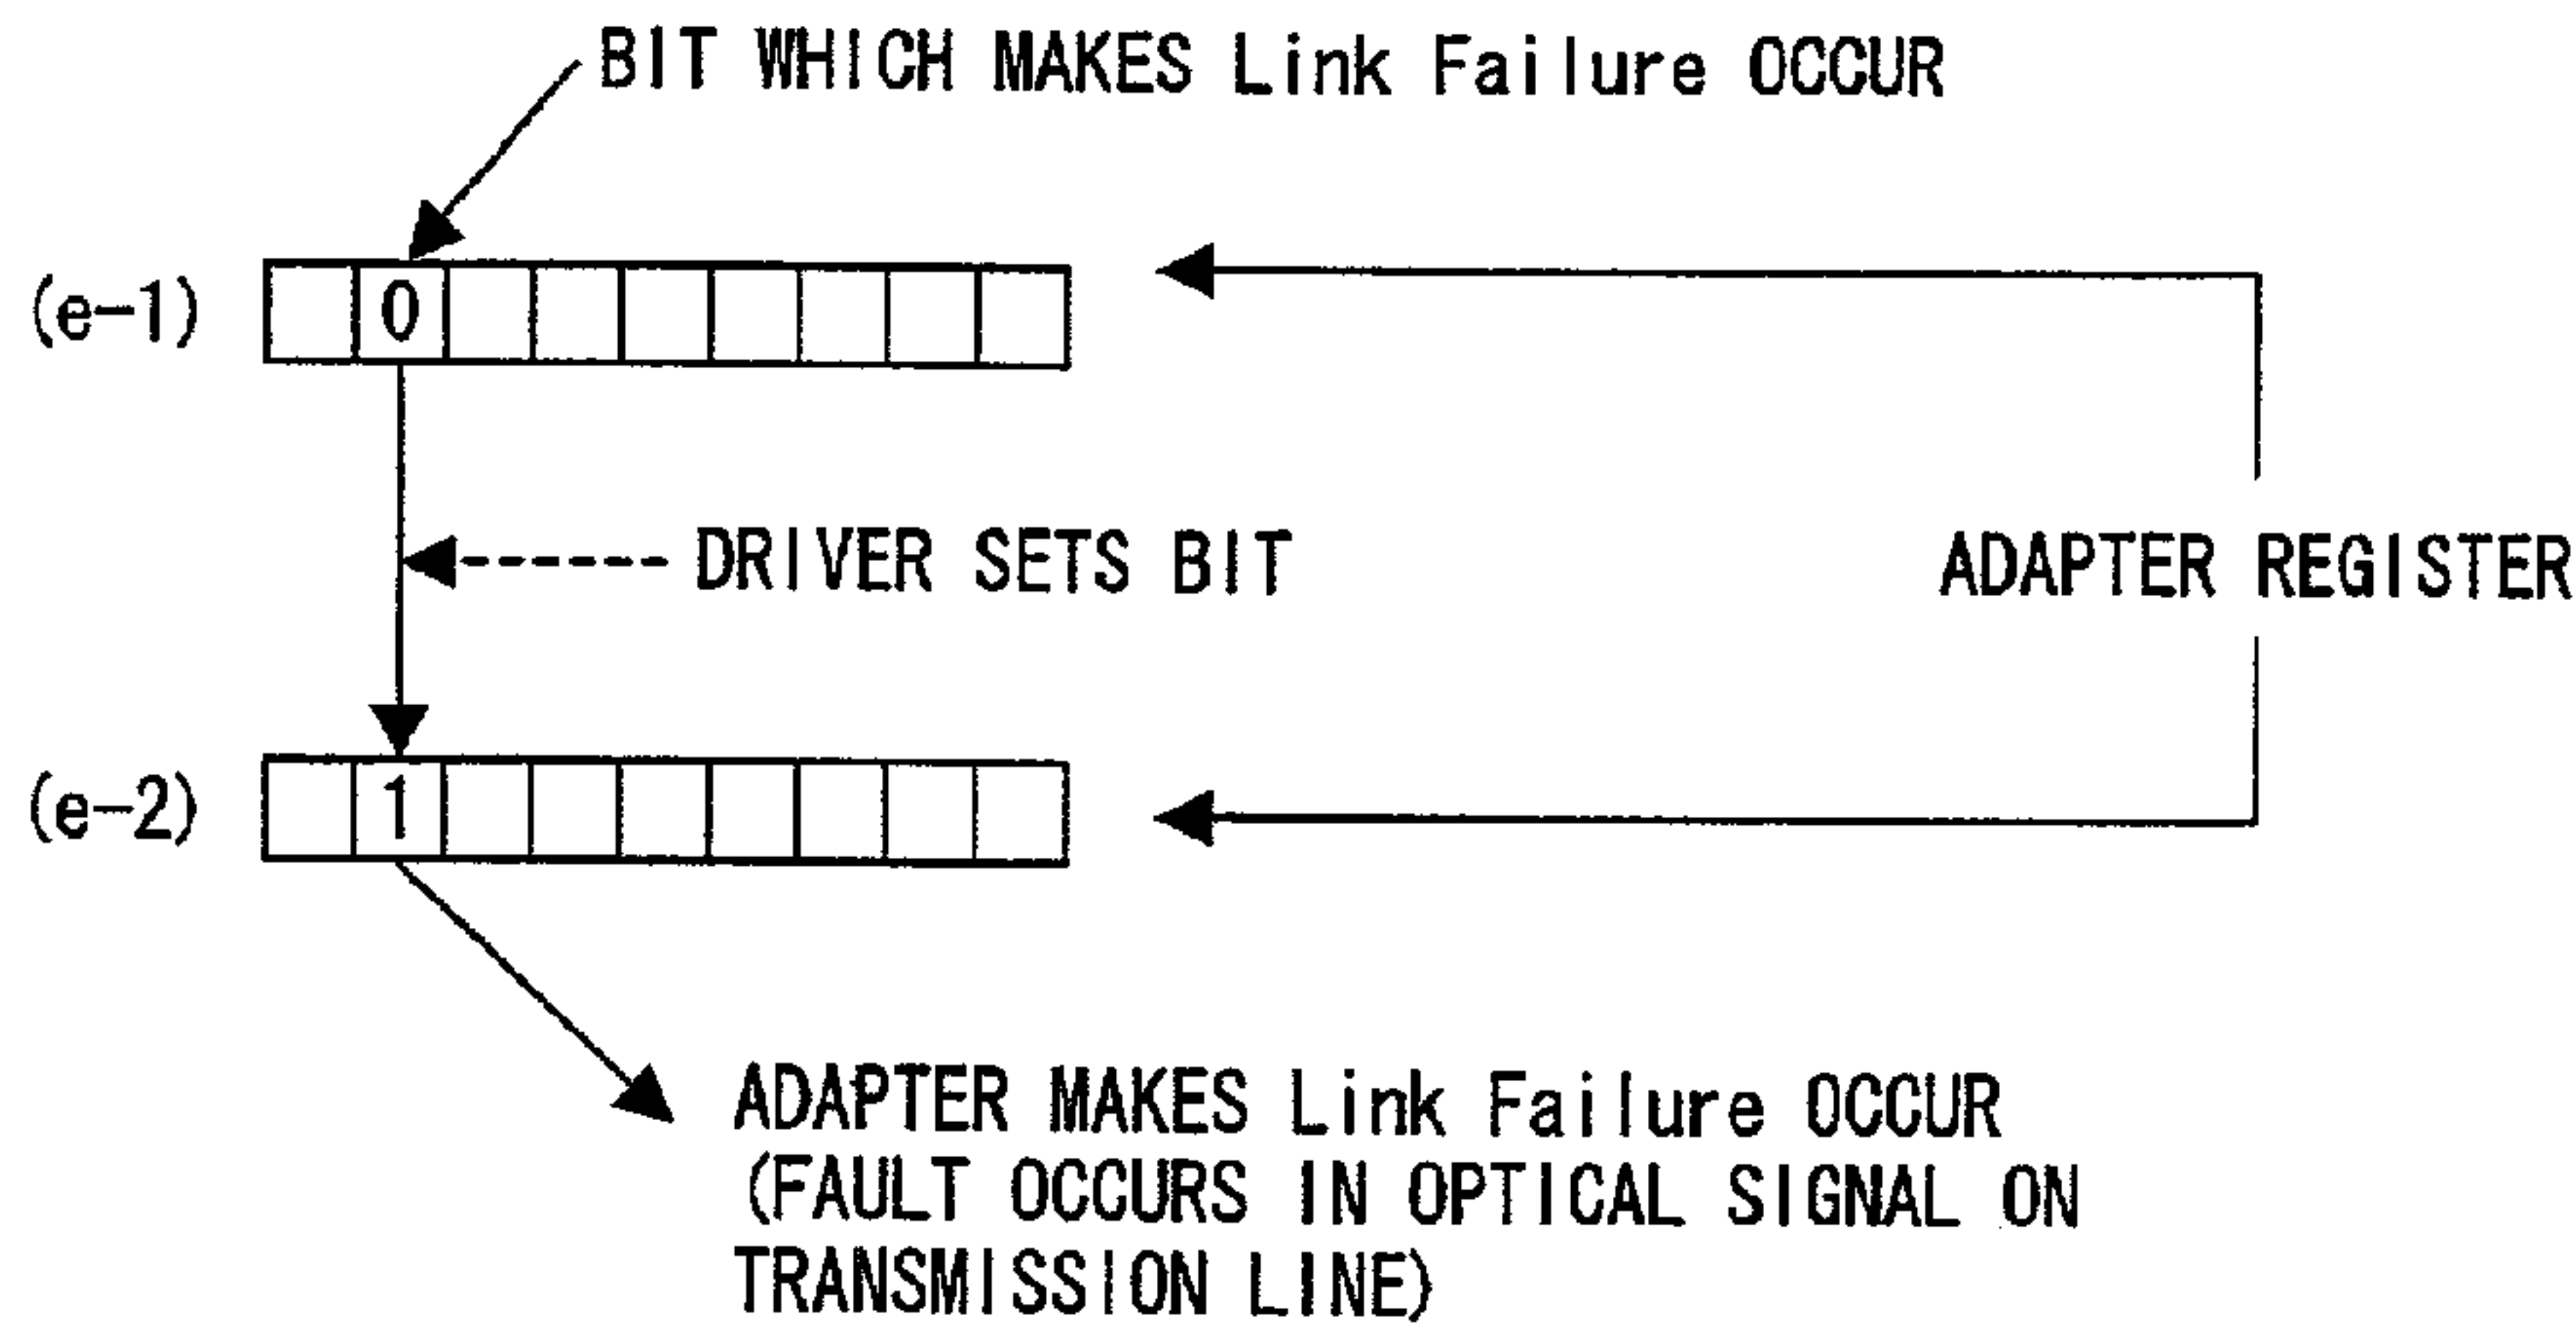 BIT WHICH MAKES Link Failure OCCUR
(e-1)
0
DRIVER SETS BIT
ADAPTER REGISTER
(e-2)
1
ADAPTER MAKES Link Failure OCCUR
(FAULT OCCURS IN OPTICAL SIGNAL ON
TRANSMISSION LINE)